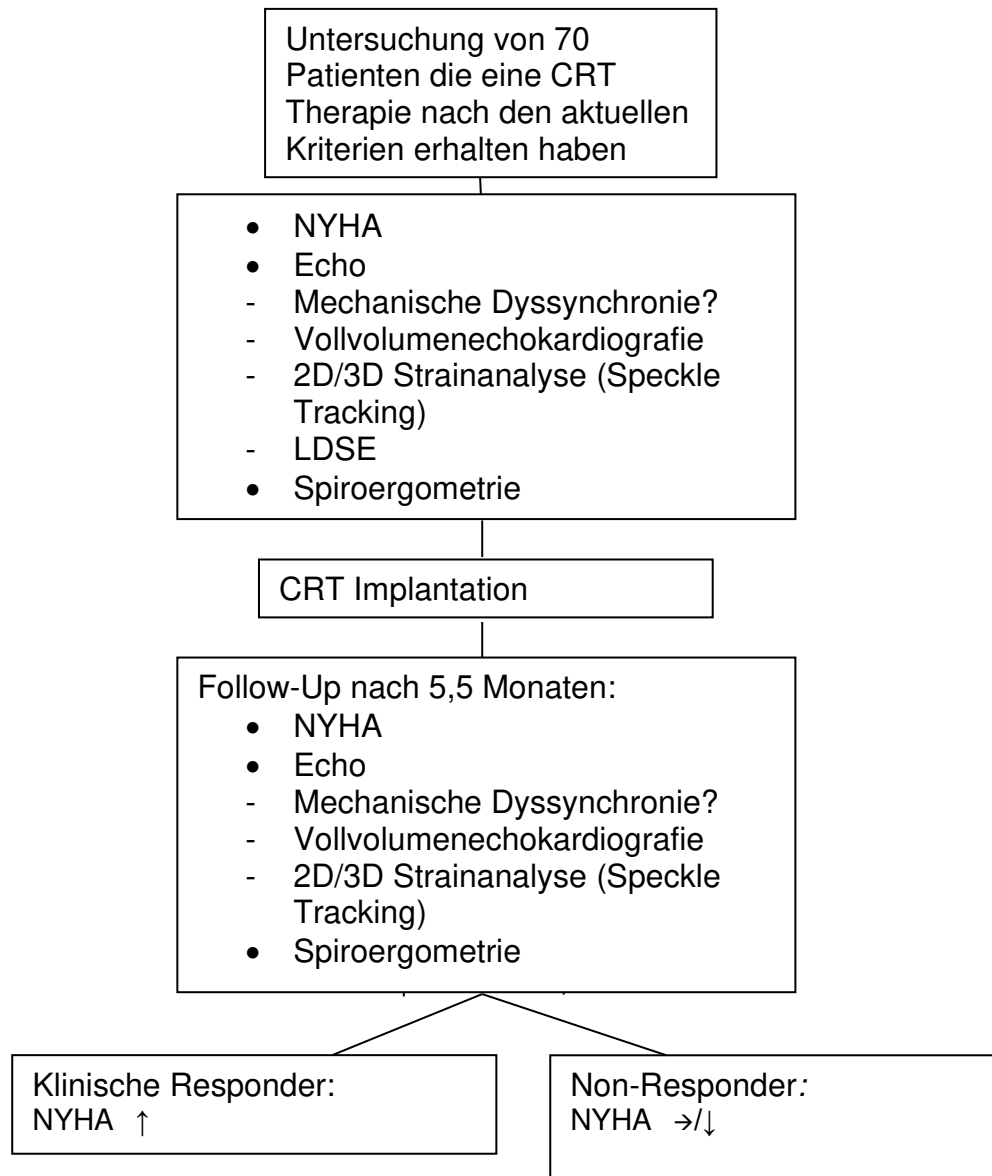 Untersuchung von 70
Patienten die eine CRT
Therapie nach den aktuellen
Kriterien erhalten haben
• NYHA
• Echo
- Mechanische Dyssynchronie?
- Vollvolumenechokardiografie
- 2D/3D Strainanalyse (Speckle
Tracking)
- LDSE
• Spiroergometrie
CRT Implantation
Follow-Up nach 5,5 Monaten:
• NYHA
• Echo
- Mechanische Dyssynchronie?
- Vollvolumenechokardiografie
- 2D/3D Strainanalyse (Speckle
Tracking)
• Spiroergometrie
Klinische Responder:
NYHA ↑
Non-Responder:
NYHA →/↓